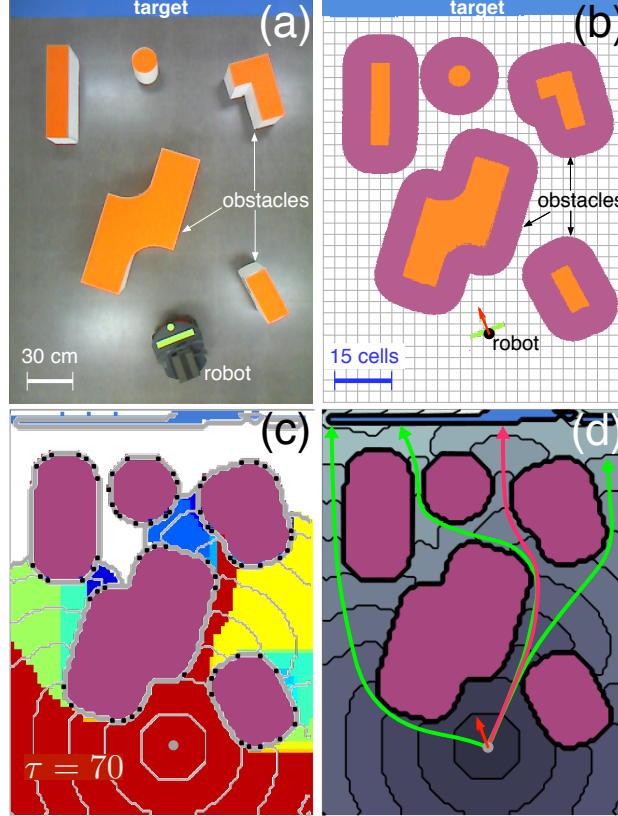 target
(a)
obstacles
30 cm
robot
target
(b)
obstacles
robot
15 cells
(c)
τ = 70
(d)